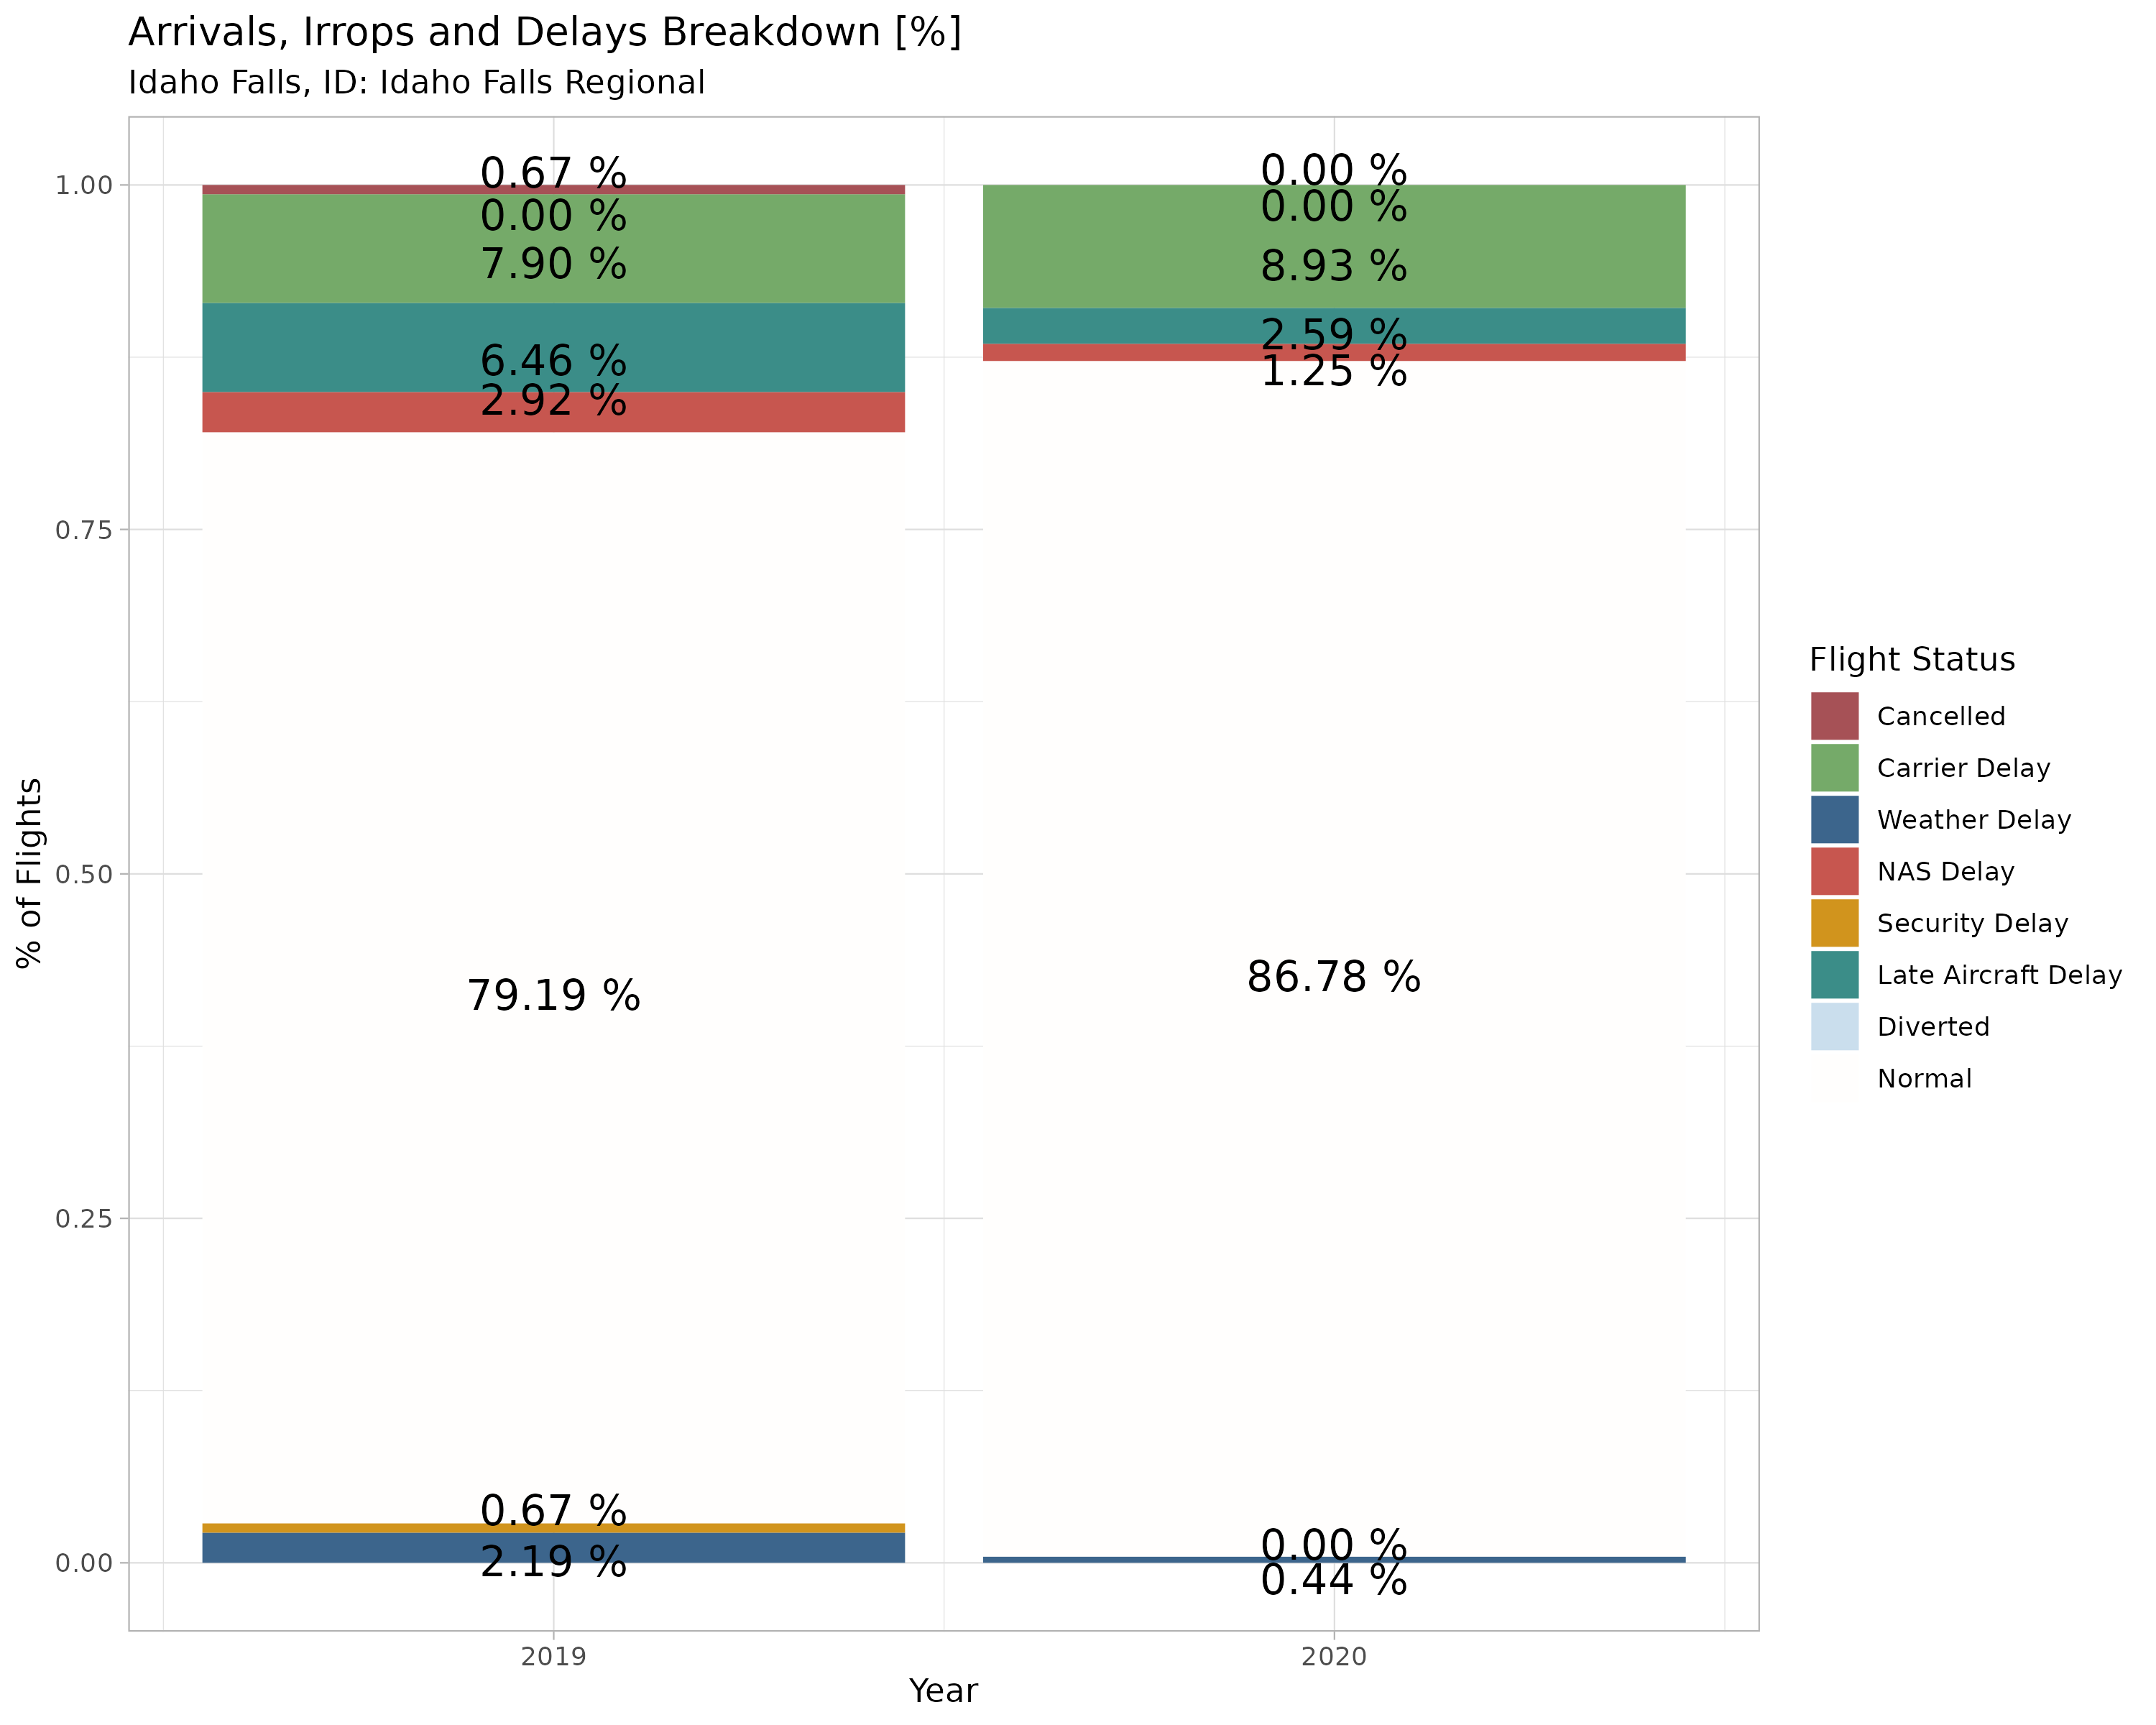 Arrivals, Irrops and Delays Breakdown [%]
Idaho Falls, ID: Idaho Falls Regional
% of Flights
1.00
0.75
0.50
0.25
0.00
0.67 %
0.00 %
7.90 %
6.46 %
2.92 %
79.19 %
0.67 %
2.19 %
0.00 %
0.00 %
8.93 %
2.59 %
1.25 %
86.78 %
0.00 %
0.44 %
2019
2020
Year
Flight Status
Cancelled
Carrier Delay
Weather Delay
NAS Delay
Security Delay
Late Aircraft Delay
Diverted
Normal